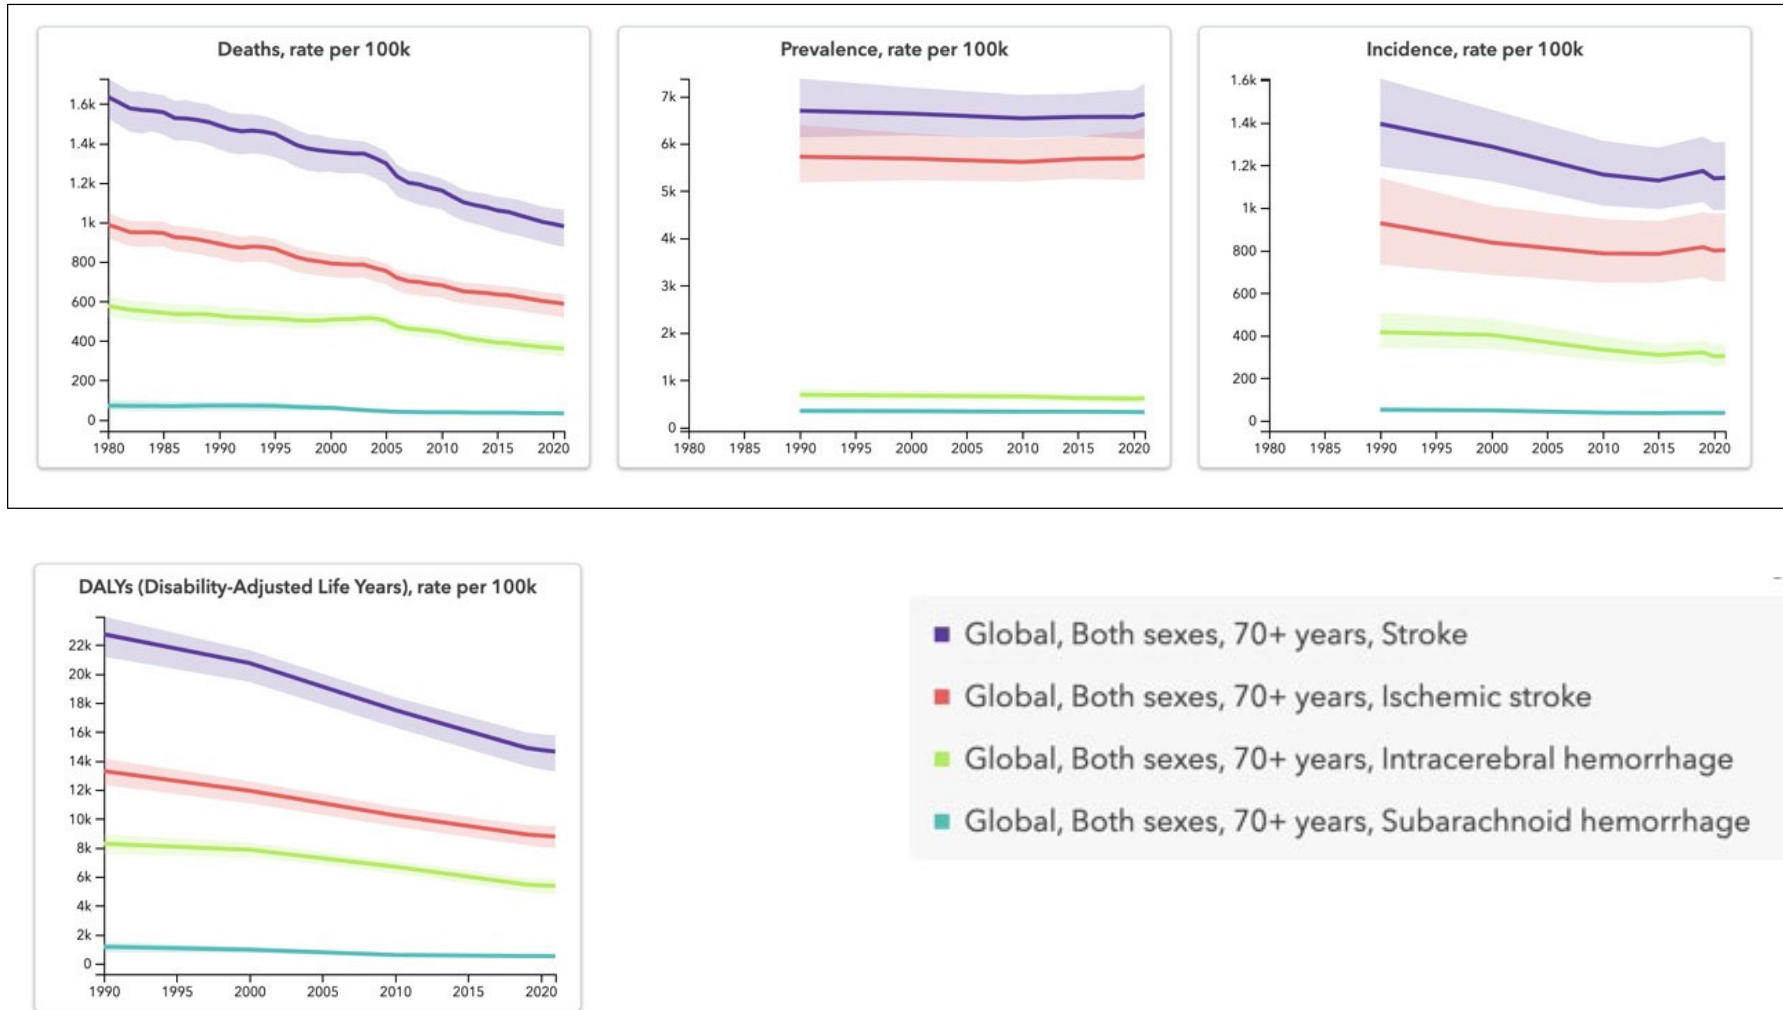 Deaths, rate per 100k
1.6k
1.4k
1.2k
1k
800
600
400
200
0
1980 1985 1990 1995 2000 2005 2010 2015 2020
Prevalence, rate per 100k
7k
6k
5k
4k
3k
2k
1k
0
1980 1985 1990 1995 2000 2005 2010 2015 2020
Incidence, rate per 100k
1.6k
1.4k
1.2k
1k
800
600
400
200
0
1980 1985 1990 1995 2000 2005 2010 2015 2020
DALYs (Disability-Adjusted Life Years), rate per 100k
22k
20k
18k
16k
14k
12k
10k
8k
6k
4k
2k
0
1990 1995 2000 2005 2010 2015 2020
Global, Both sexes, 70+ years, Stroke
Global, Both sexes, 70+ years, Ischemic stroke
Global, Both sexes, 70+ years, Intracerebral hemorrhage
Global, Both sexes, 70+ years, Subarachnoid hemorrhage